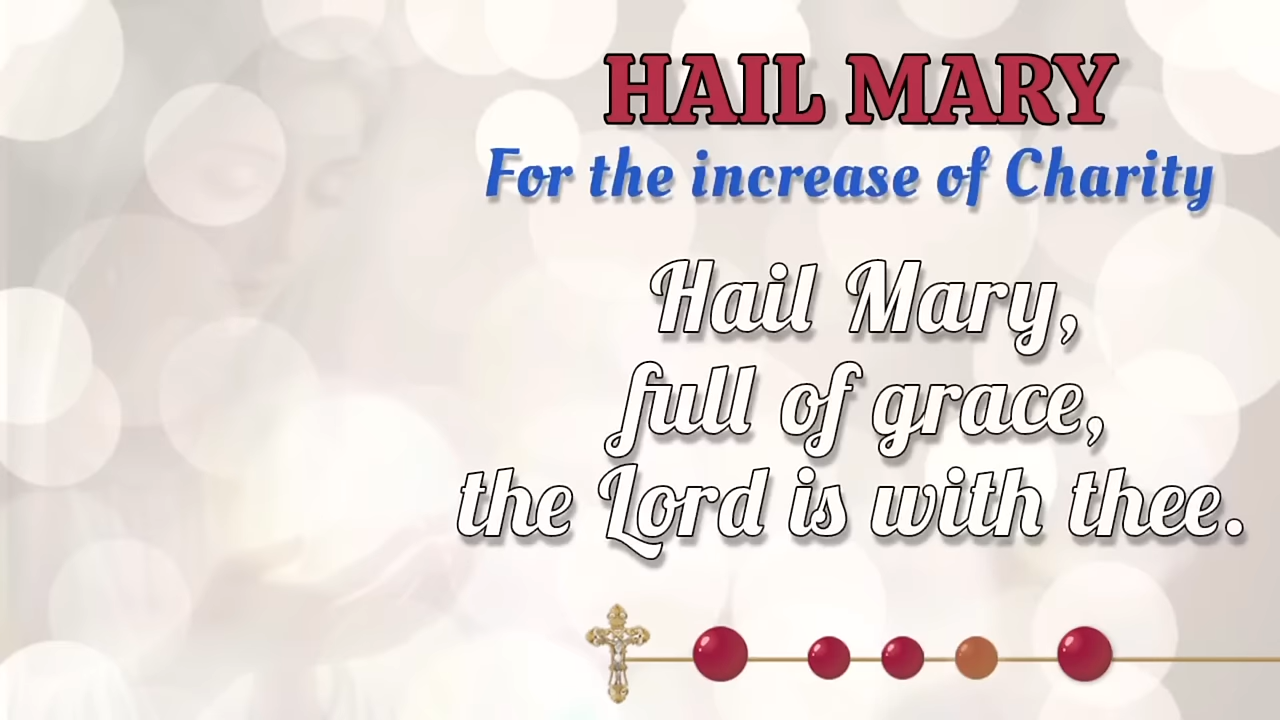 HAIL MARY
For the increase of Charity
Hail Mary,
full of grace,
the Lord is with thee.